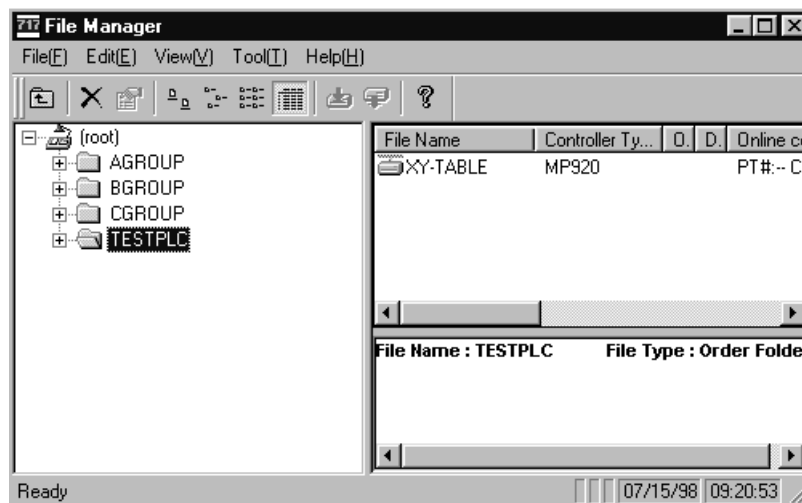 717 File Manager
File(F) Edit(E) View(V) Tool(T) Help(H)
(root)
AGROUP
BGROUP
CGROUP
TESTPLC
File Name Controller Ty... O. D. Online c
XY-TABLE MP920 PT#:-- C
File Name : TESTPLC File Type : Order Folde
Ready 07/15/98 09:20:53